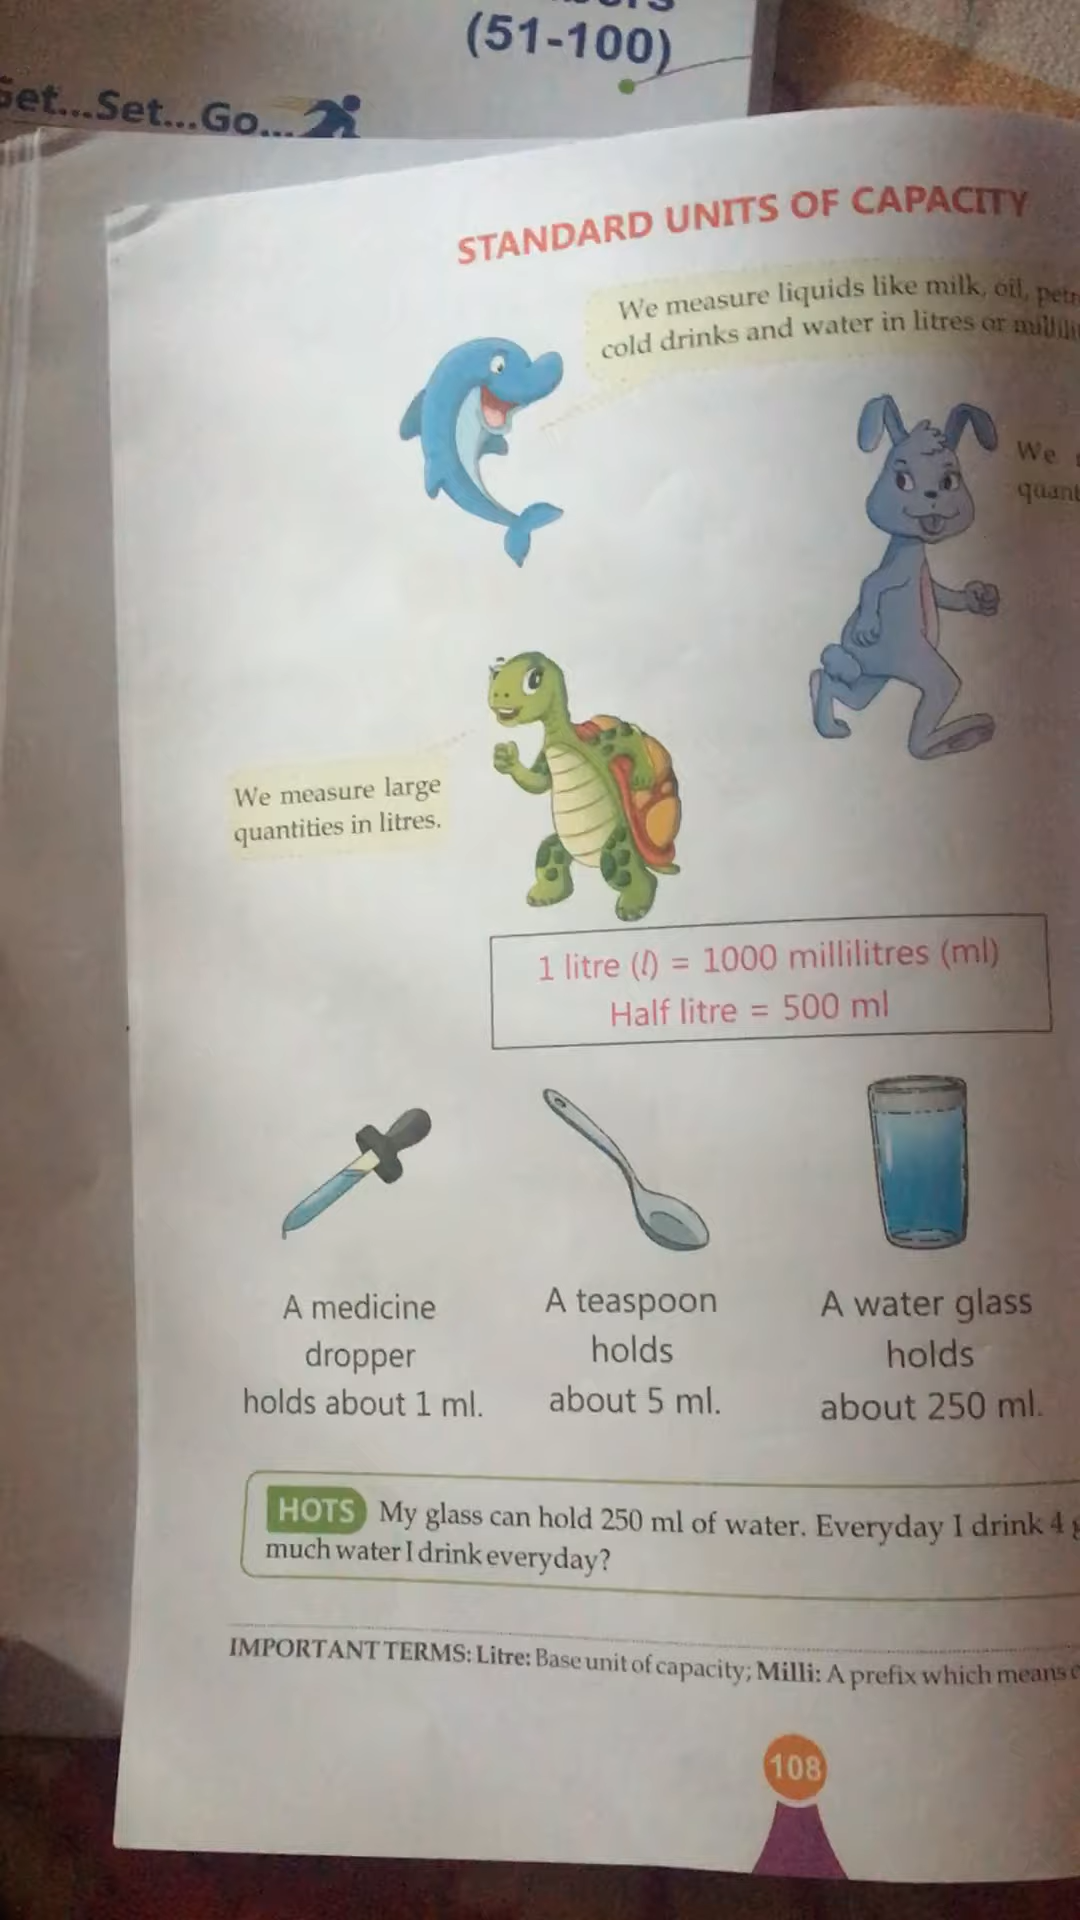 (51-100)
Set...Go...
STANDARD UNITS OF CAPACITY
We measure liquids like milk, oil,
cold drinks and water in litres or
We
We measure large
quantities in litres.
1 litre (l) = 1000 millilitres (ml)
Half litre = 500 ml
A medicine
dropper
holds about 1 ml.
A teaspoon
holds
about 5 ml.
A water glass
holds
about 250 ml.
HOTS My glass can hold 250 ml of water. Everyday I drink 4
much water I drink everyday?
IMPORTANT TERMS: Litre: Base unit of capacity; Milli: A prefix which means
108